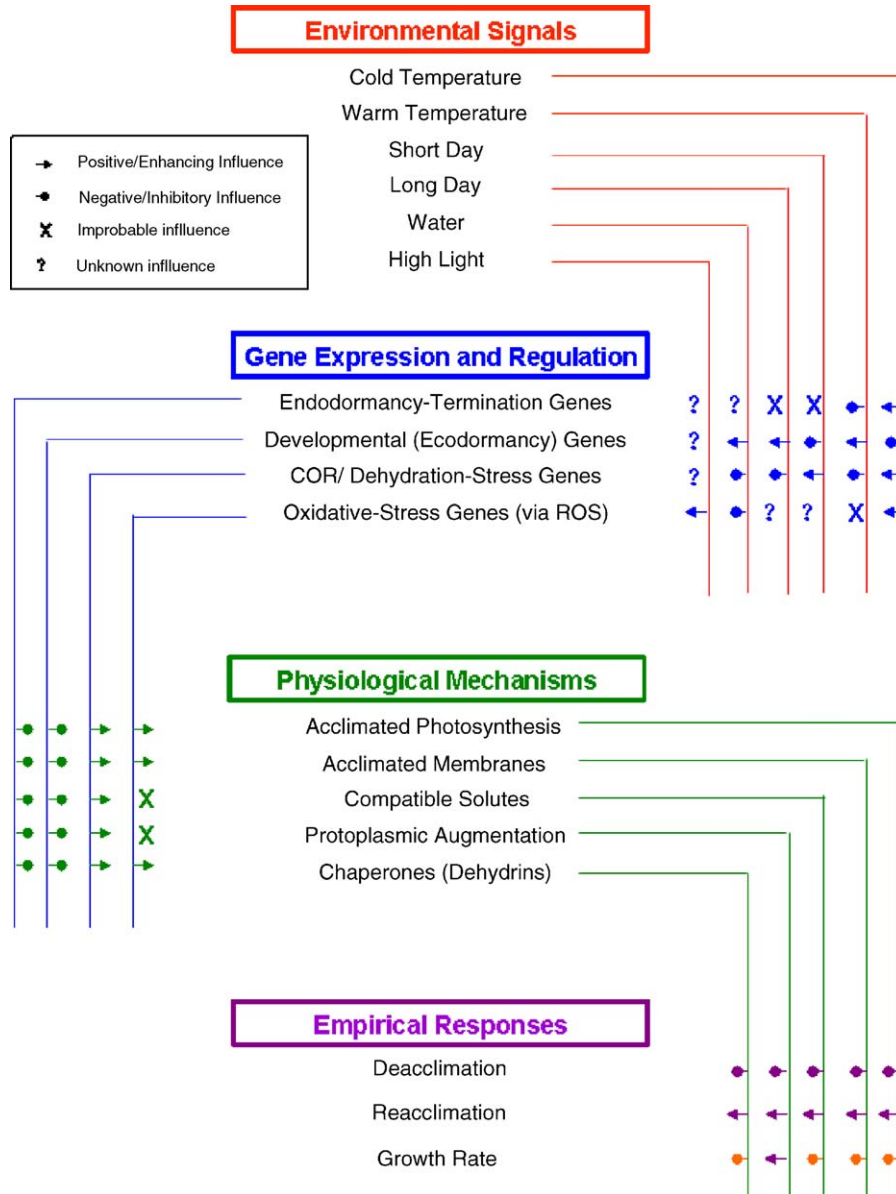 Environmental Signals
Cold Temperature
Warm Temperature
Short Day
Long Day
Water
High Light
Positive/Enhancing Influence
Negative/Inhibitory Influence
X Improbable inflluence
? Unknown inflluence
Gene Expression and Regulation
Endodormancy-Termination Genes ? ? X X
Developmental (Ecodormancy) Genes ?
COR/ Dehydration-Stress Genes ?
Oxidative-Stress Genes (via ROS) ? ? X
Physiological Mechanisms
Acclimated Photosynthesis
Acclimated Membranes
X Compatible Solutes
X Protoplasmic Augmentation
Chaperones (Dehydrins)
Empirical Responses
Deacclimation
Reacclimation
Growth Rate